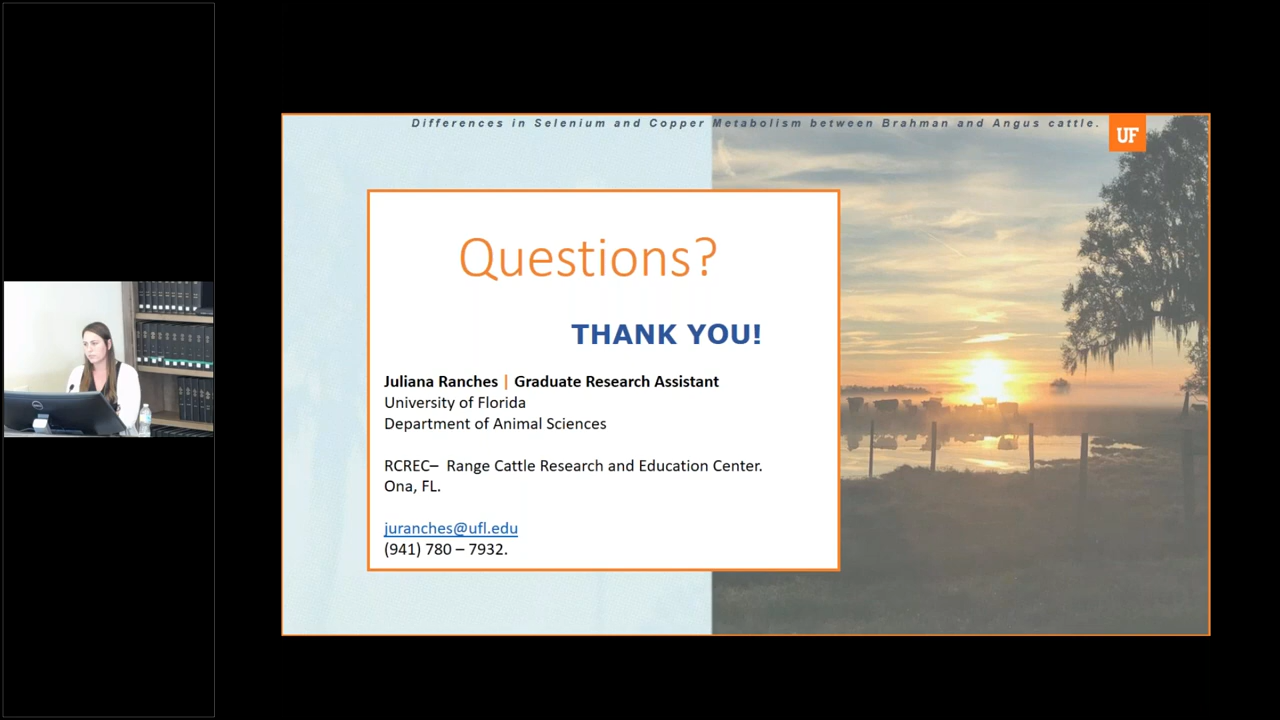 Differences in Selenium and Copper Metabolism between Brahman and Angus cattle.
UF
Questions?
THANK YOU!
Juliana Ranches | Graduate Research Assistant
University of Florida
Department of Animal Sciences
RCREC– Range Cattle Research and Education Center.
Ona, FL.
juranches@ufl.edu
(941) 780 – 7932.